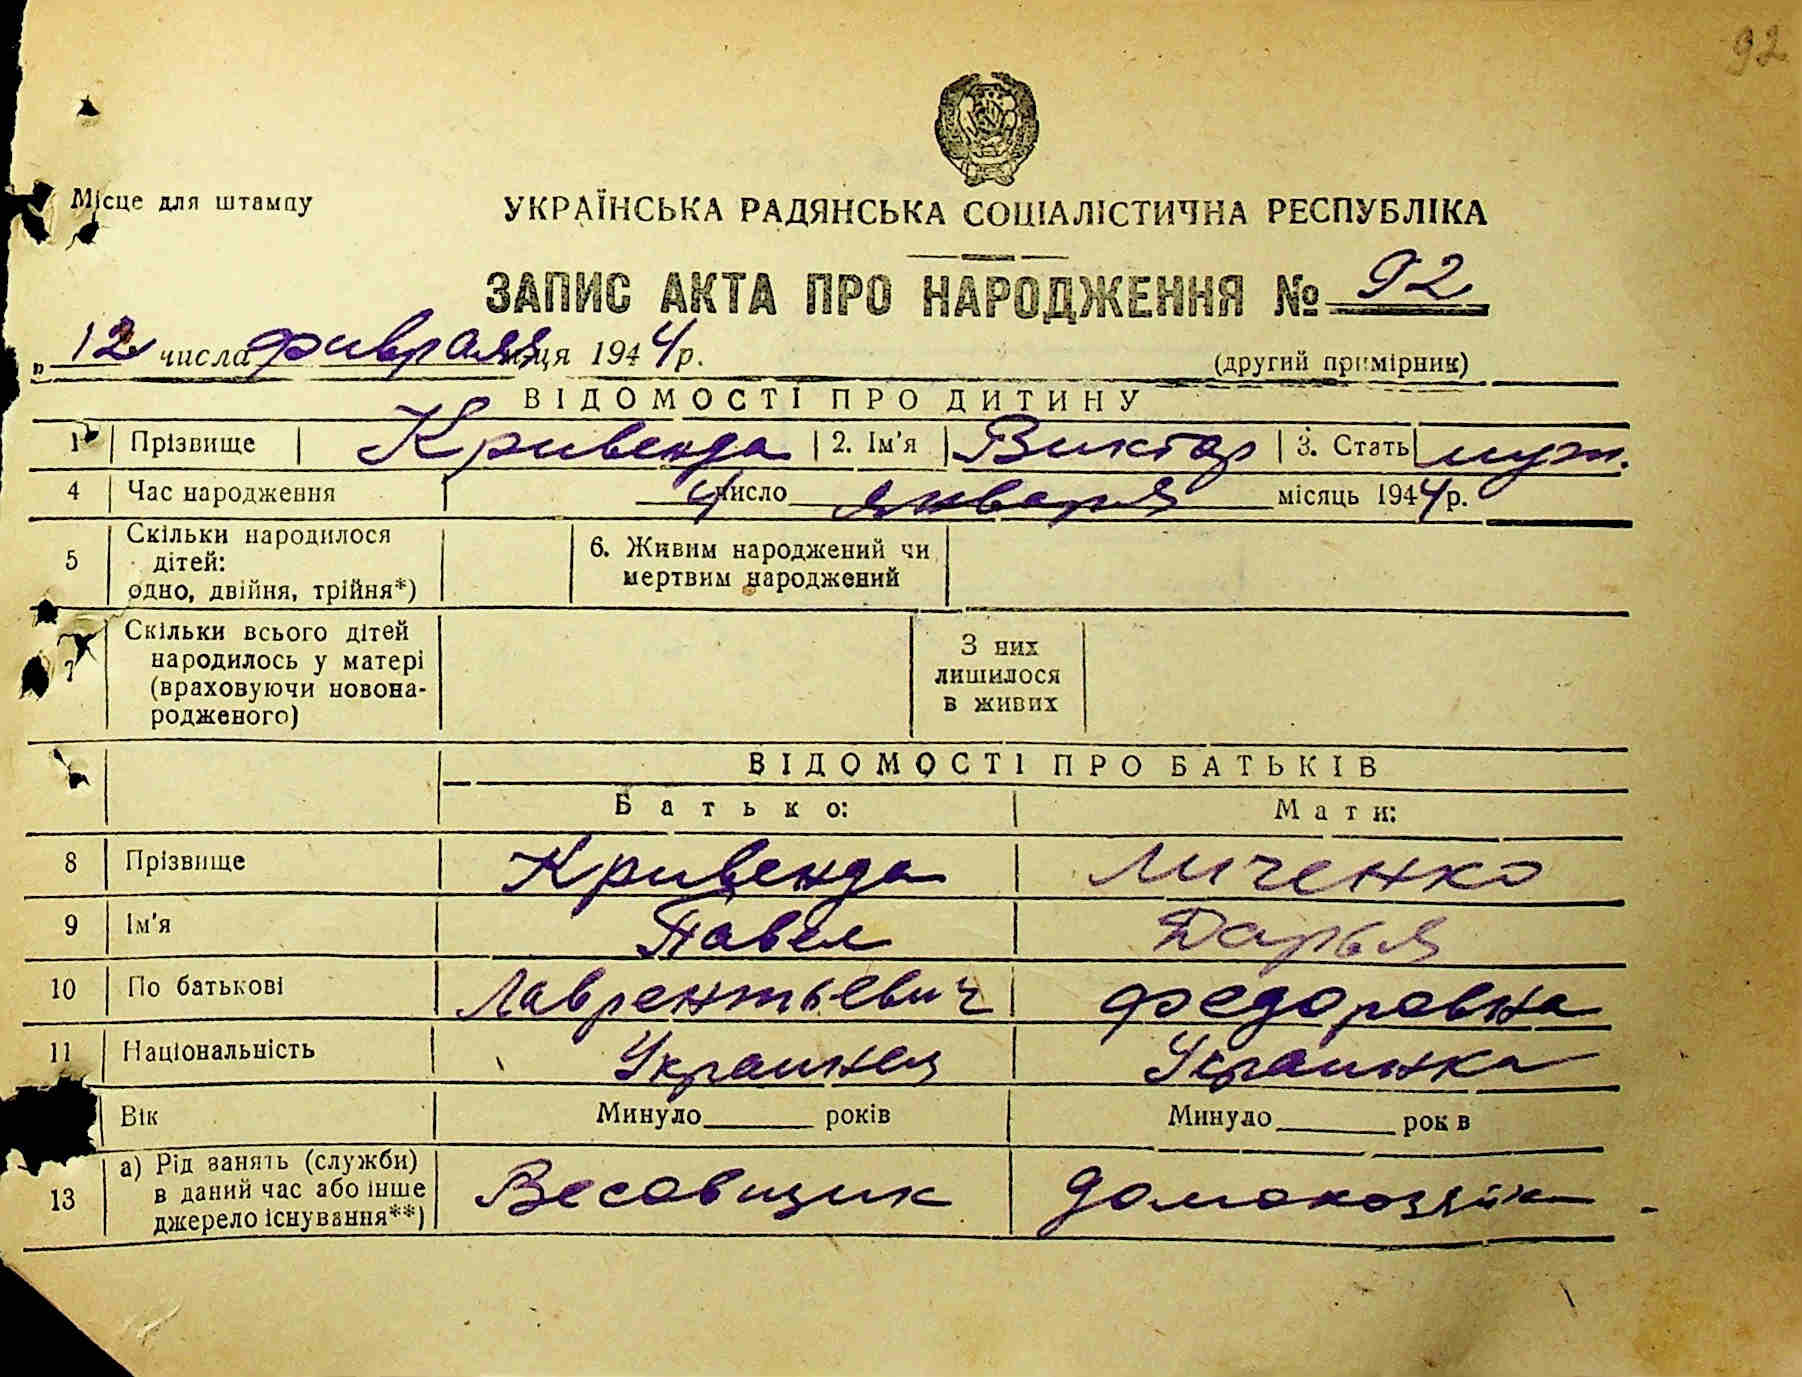 92
Місце для штампу
УКРАЇНСЬКА РАДЯНСЬКА СОЦІАЛІСТИЧНА РЕСПУБЛІКА
ЗАПИС АКТА ПРО НАРОДЖЕННЯ № 92
„ 12 числа февраля м-ця 1944 р.
(другий примірник)
ВІДОМОСТІ ПРО ДИТИНУ
1 Прізвище Кривенда 2. Ім'я Виктор 3. Стать муж.
4 Час народження 4 число января місяць 1944 р.
5 Скільки народилося дітей: одно, двійня, трійня*) 6. Живим народжений чи мертвим народжений
7 Скільки всього дітей народилось у матері (враховуючи новонародженого) З них лишилося в живих
ВІДОМОСТІ ПРО БАТЬКІВ
Батько: Мати:
8 Прізвище Кривенда Личенко
9 Ім'я Павел Дарья
10 По батькові Лаврентьевич Федоровна
11 Національність Украинец Украинка
Вік Минуло років Минуло рок в
13 а) Рід занять (служби) в даний час або інше джерело існування**) Весовщик домохозяйк